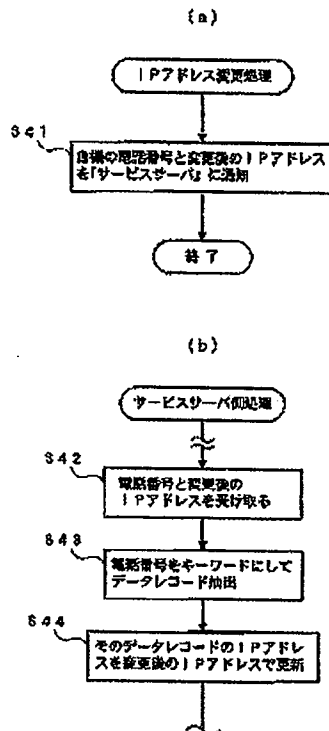 (a)
IPアドレス変更処理
S41
自機の電話番号と変更後のIPアドレス
を「サービスサーバ」に通知
終了
(b)
サービスサーバ側処理
S42
電話番号と変更後の
IPアドレスを受け取る
S43
電話番号をキーワードにして
データレコード抽出
S44
そのデータレコードのIPアドレ
スを変更後のIPアドレスで更新